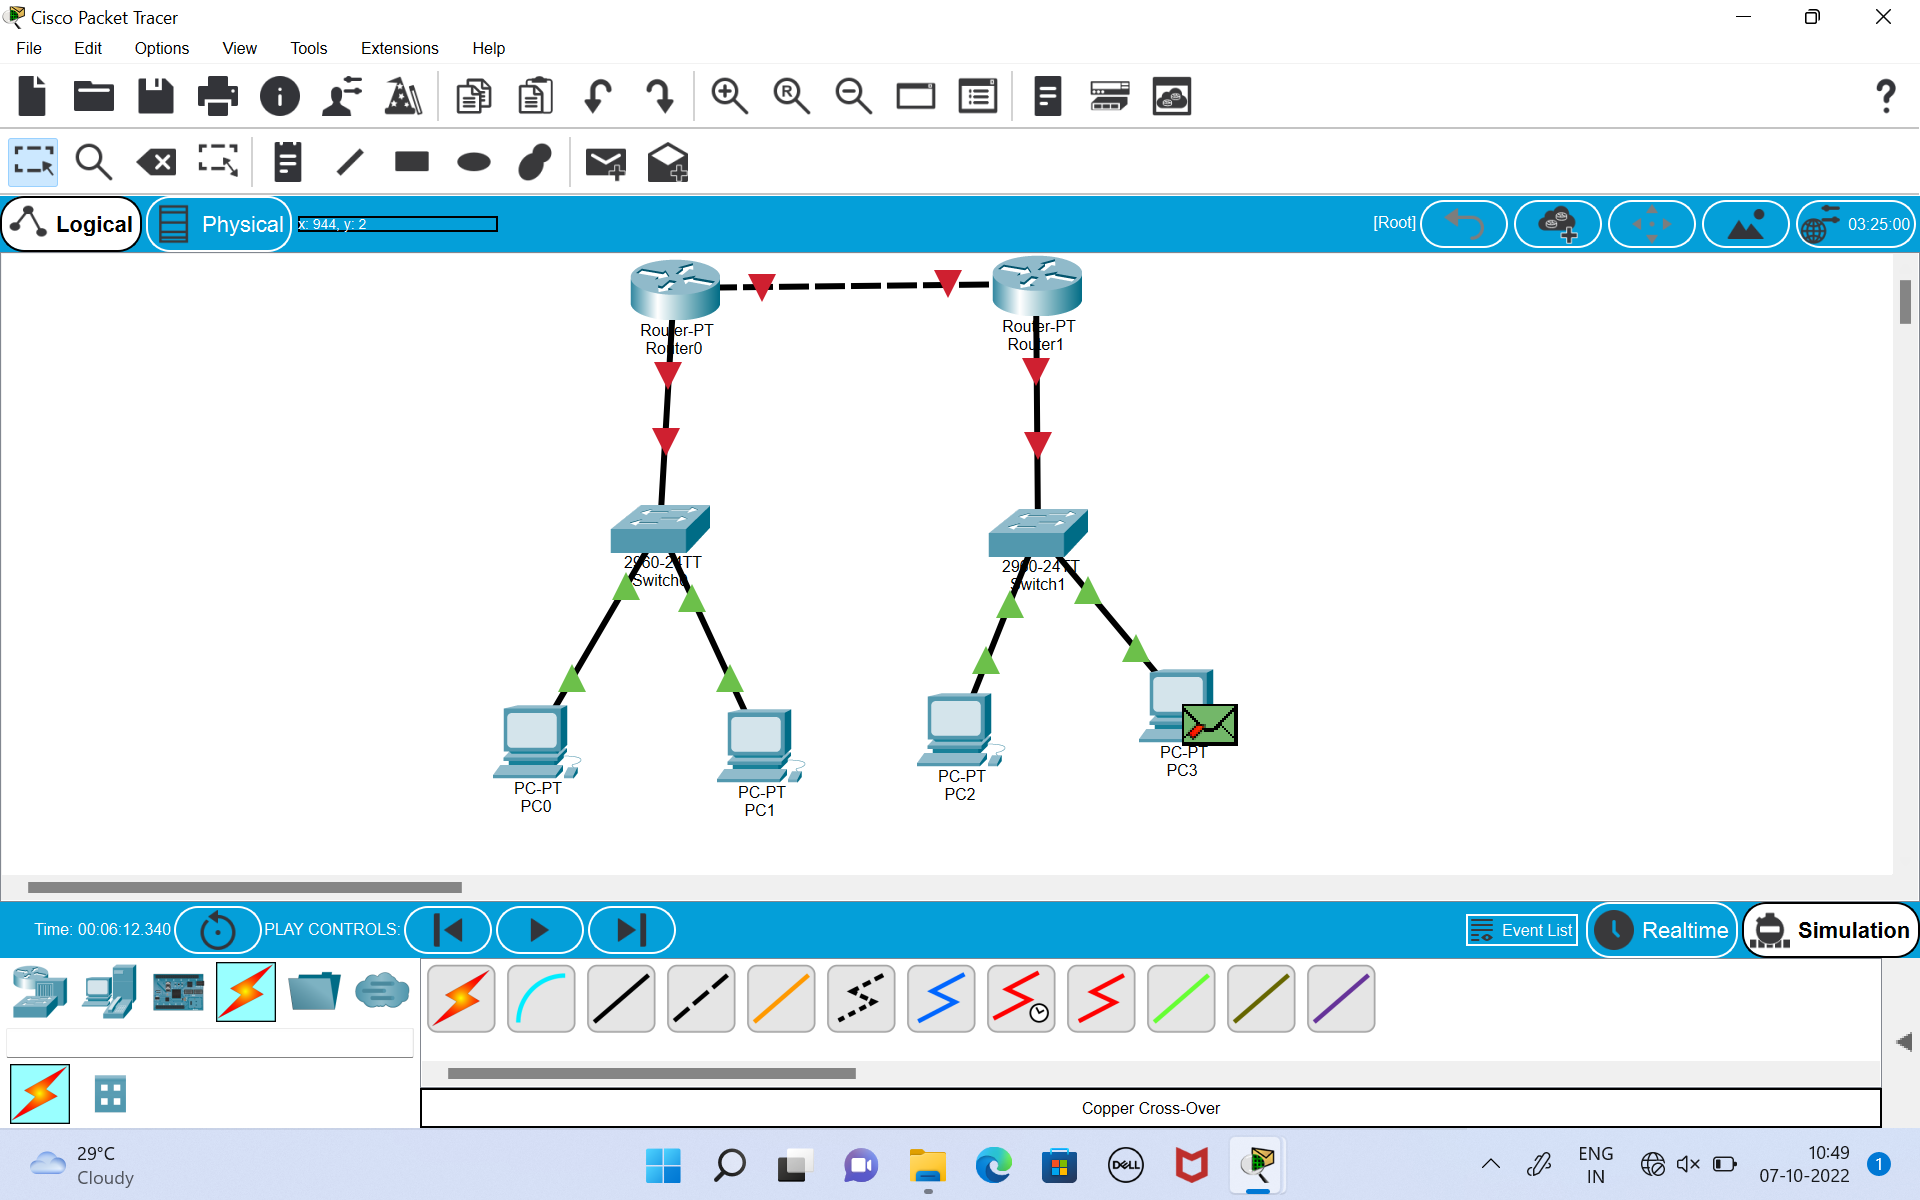 Cisco Packet Tracer
File Edit Options View Tools Extensions Help
Logical Physical x: 944, y: 2 [Root] 03:25:00
Router-PT
Router0
Router-PT
Router1
2960-24TT
Switch0
2960-24TT
Switch1
PC-PT
PC0
PC-PT
PC1
PC-PT
PC2
PC-PT
PC3
Time: 00:06:12.340 PLAY CONTROLS: Event List Realtime Simulation
Copper Cross-Over
29°C
Cloudy
DELL
ENG
IN
10:49
07-10-2022
1